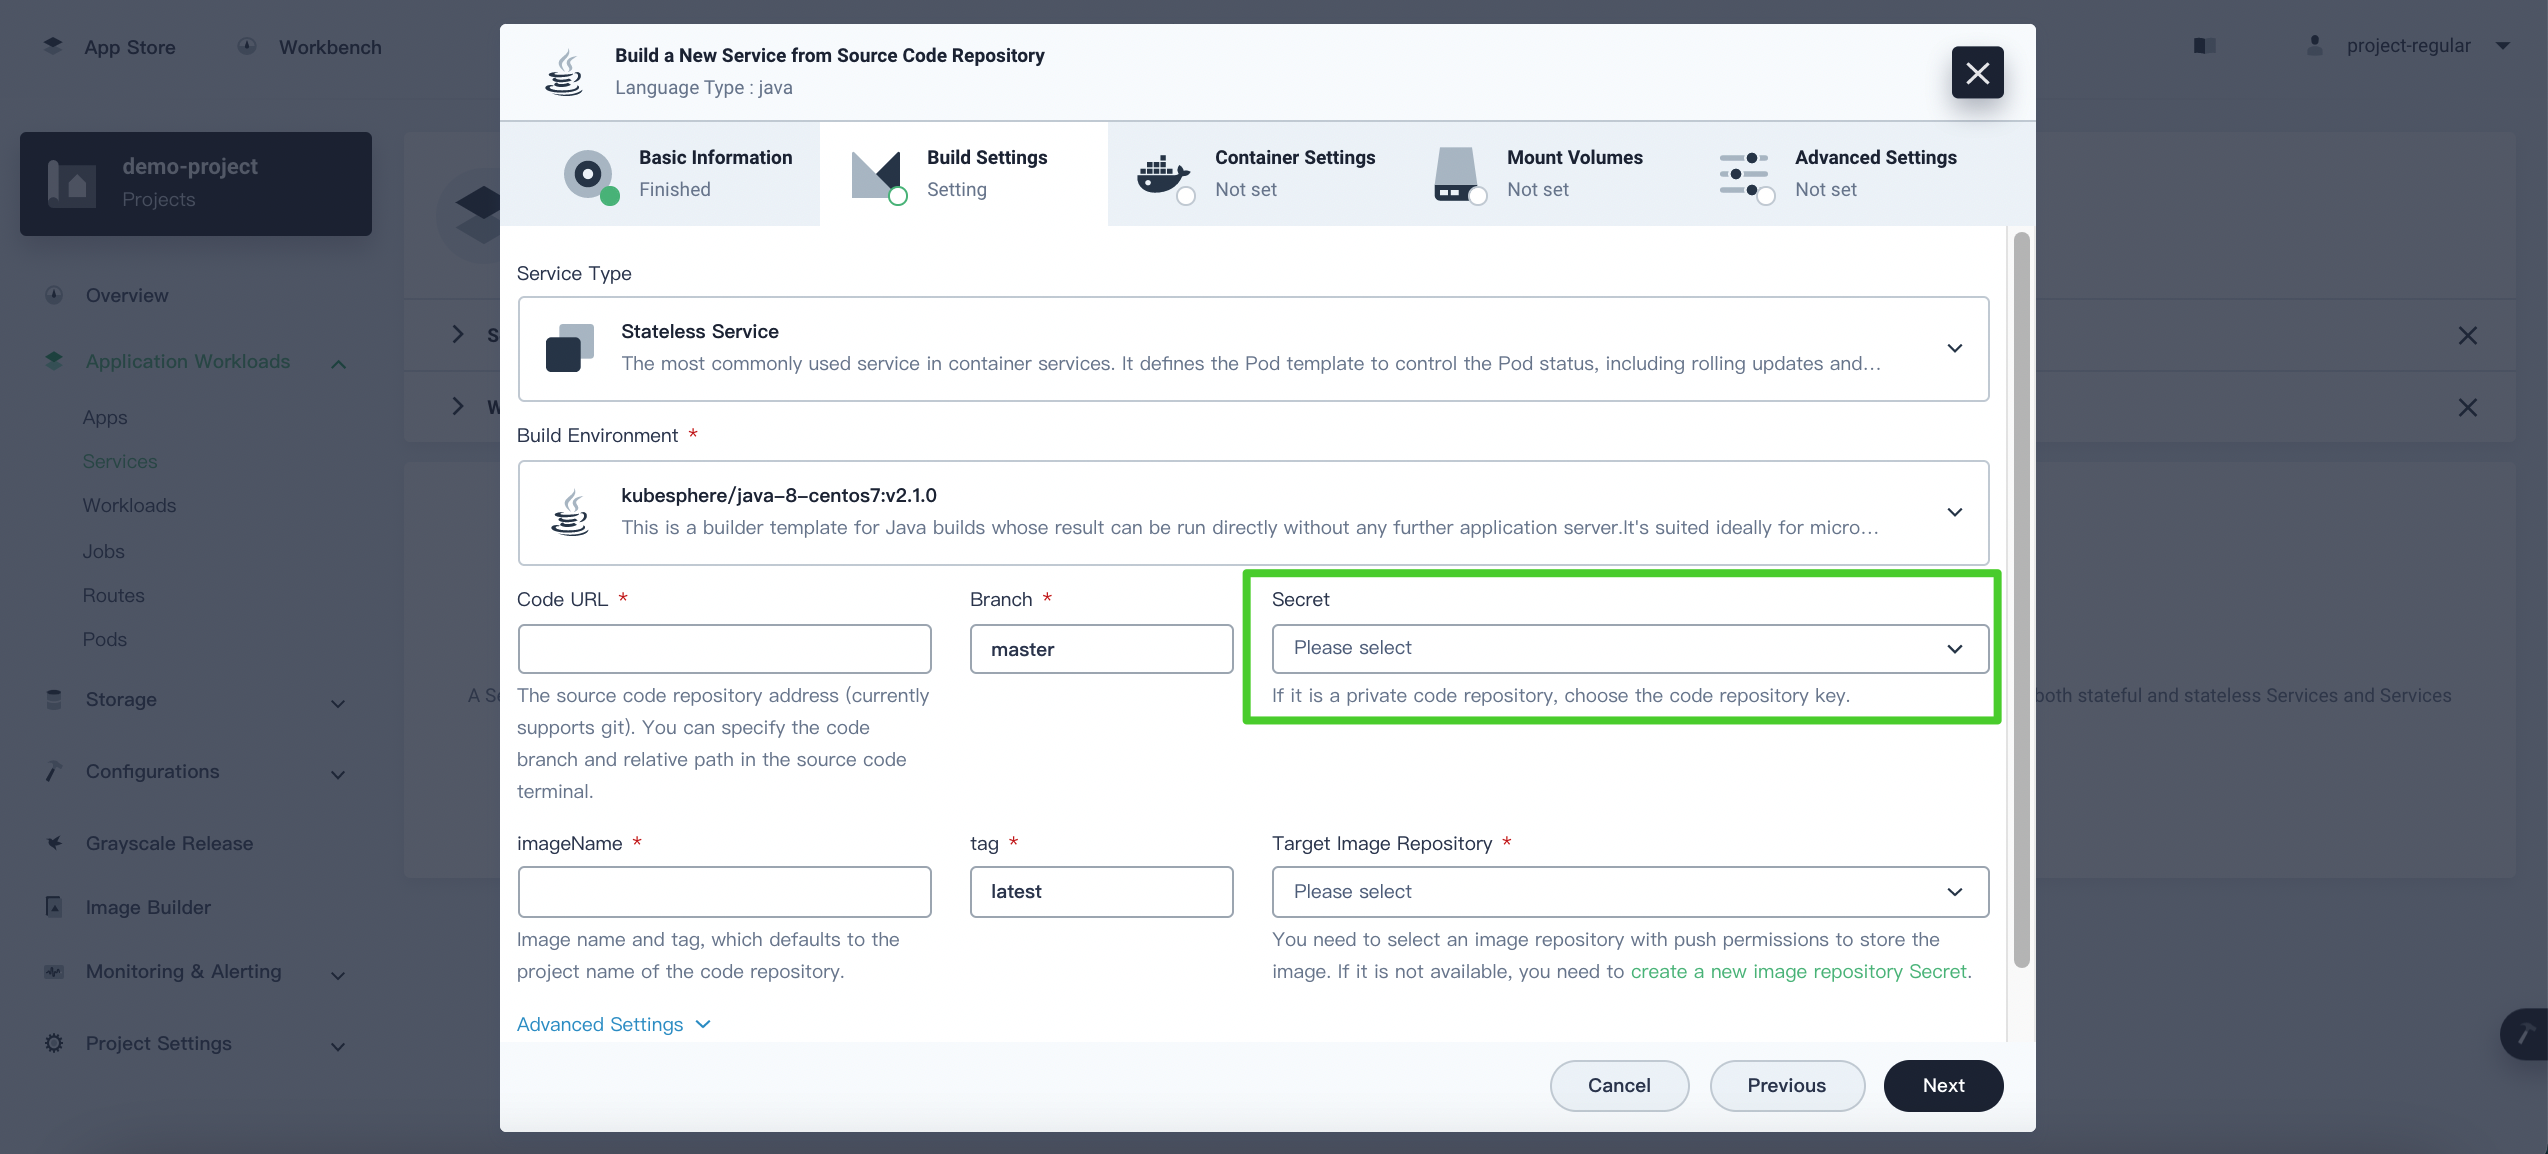 App Store
Workbench
project-regular
demo-project
Projects
Overview
Application Workloads
Apps
Services
Workloads
Jobs
Routes
Pods
Storage
Configurations
Grayscale Release
Image Builder
Monitoring & Alerting
Project Settings
Build a New Service from Source Code Repository
Language Type : java
Basic Information
Finished
Build Settings
Setting
Container Settings
Not set
Mount Volumes
Not set
Advanced Settings
Not set
Service Type
Stateless Service
The most commonly used service in container services. It defines the Pod template to control the Pod status, including rolling updates and...
Build Environment *
kubesphere/java-8-centos7:v2.1.0
This is a builder template for Java builds whose result can be run directly without any further application server.It's suited ideally for micro...
Code URL *
The source code repository address (currently
supports git). You can specify the code
branch and relative path in the source code
terminal.
Branch *
master
Secret
Please select
If it is a private code repository, choose the code repository key.
imageName *
Image name and tag, which defaults to the
project name of the code repository.
tag *
latest
Target Image Repository *
Please select
You need to select an image repository with push permissions to store the
image. If it is not available, you need to create a new image repository Secret.
Advanced Settings
Cancel
Previous
Next
both stateful and stateless Services and Services